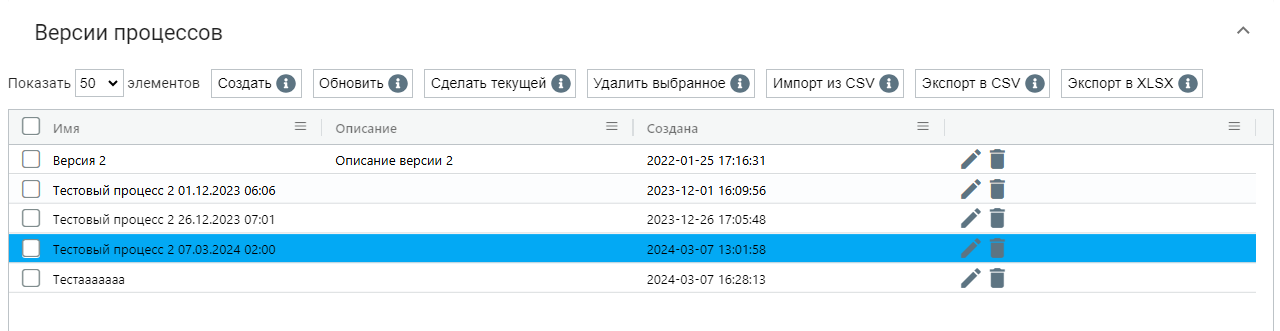 Версии процессов
Показать 50 элементов Создать Обновить Сделать текущей Удалить выбранное Импорт из CSV Экспорт в CSV Экспорт в XLSX
Имя Описание Создана
Версия 2 Описание версии 2 2022-01-25 17:16:31
Тестовый процесс 2 01.12.2023 06:06 2023-12-01 16:09:56
Тестовый процесс 2 26.12.2023 07:01 2023-12-26 17:05:48
Тестовый процесс 2 07.03.2024 02:00 2024-03-07 13:01:58
Тестааааааа 2024-03-07 16:28:13